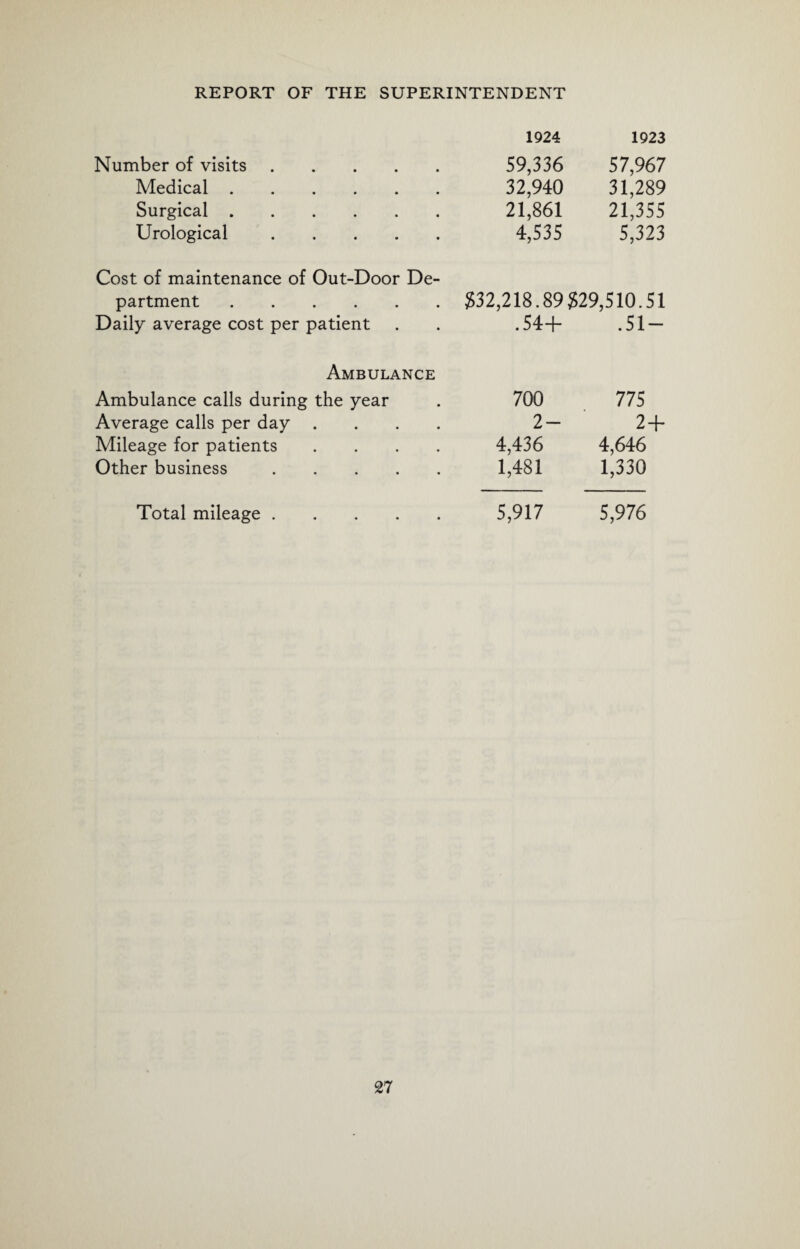 REPORT OF THE SUPERINTENDENT
1924 1923
Number of visits . . . . . 59,336 57,967
Medical . . . . . . 32,940 31,289
Surgical . . . . . . 21,861 21,355
Urological . . . . . 4,535 5,323
Cost of maintenance of Out-Door De-
partment . . . . . . $32,218.89 $29,510.51
Daily average cost per patient . . .54+ .51—
AMBULANCE
Ambulance calls during the year . 700 775
Average calls per day . . . . 2— 2+
Mileage for patients . . . . 4,436 4,646
Other business . . . . . 1,481 1,330
Total mileage . . . . . 5,917 5,976
27